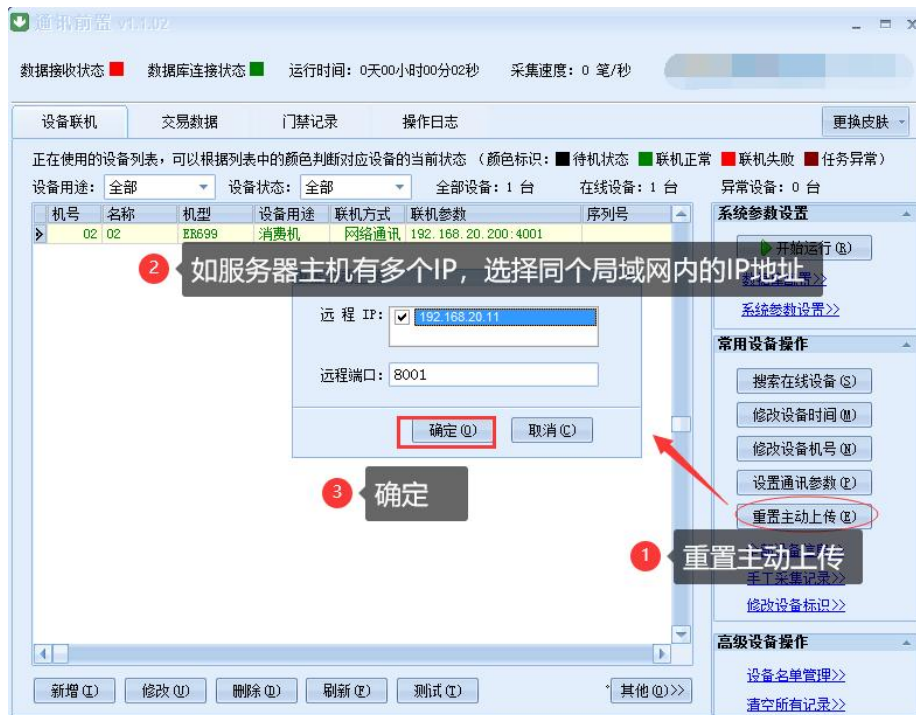 通讯前置 v1.1.02
数据接收状态 数据库连接状态 运行时间：0天00小时00分02秒 采集速度：0 笔/秒
设备联机 交易数据 门禁记录 操作日志 更换皮肤
正在使用的设备列表，可以根据列表中的颜色判断对应设备的当前状态 （颜色标识：待机状态 联机正常 联机失败 任务异常）
设备用途：全部 设备状态：全部 全部设备：1 台 在线设备：1 台 异常设备：0 台
机号 名称 机型 设备用途 联机方式 联机参数 序列号
02 02 ER699 消费机 网络通讯 192.168.20.200:4001
系统参数设置
开始运行(R)
2 如服务器主机有多个IP，选择同个局域网内的IP地址
系统参数设置>>
远 程 IP： 192.168.20.11
远程端口：8001
确定(O) 取消(C)
3 确定
常用设备操作
搜索在线设备(S)
修改设备时间(M)
修改设备机号(N)
设置通讯参数(P)
重置主动上传(E)
1 重置主动上传
手工采集记录>>
修改设备标识>>
高级设备操作
设备名单管理>>
清空所有记录>>
新增(I) 修改(U) 删除(D) 刷新(F) 测试(T) 其他(O)>>